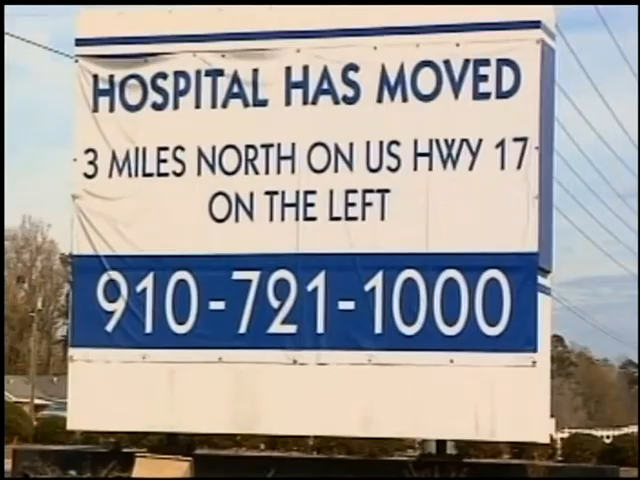 HOSPITAL HAS MOVED
3 MILES NORTH ON US HWY 17
ON THE LEFT
910-721-1000